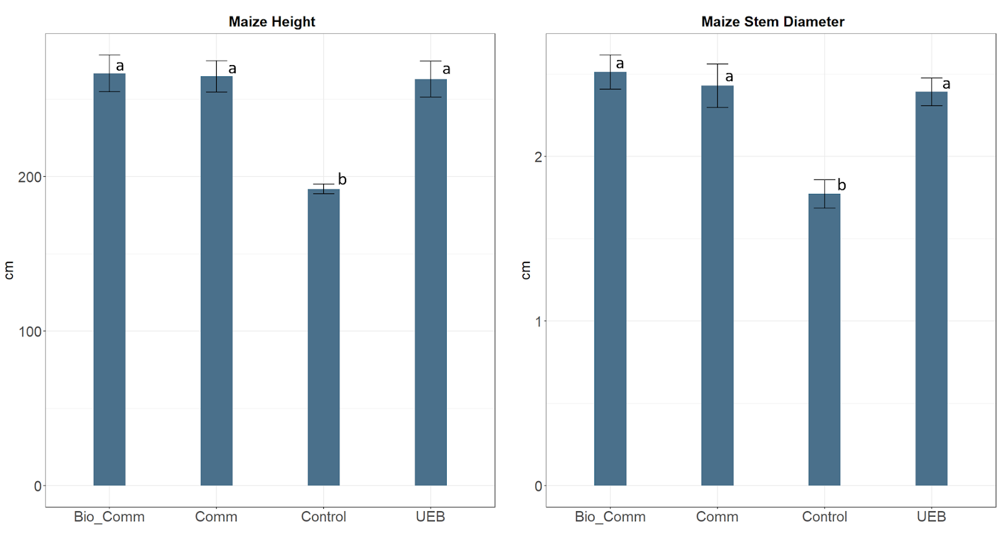 Maize Height
a
a
a
b
200
100
0
cm
Bio_Comm Comm Control UEB
Maize Stem Diameter
a
a
a
b
2
1
0
cm
Bio_Comm Comm Control UEB